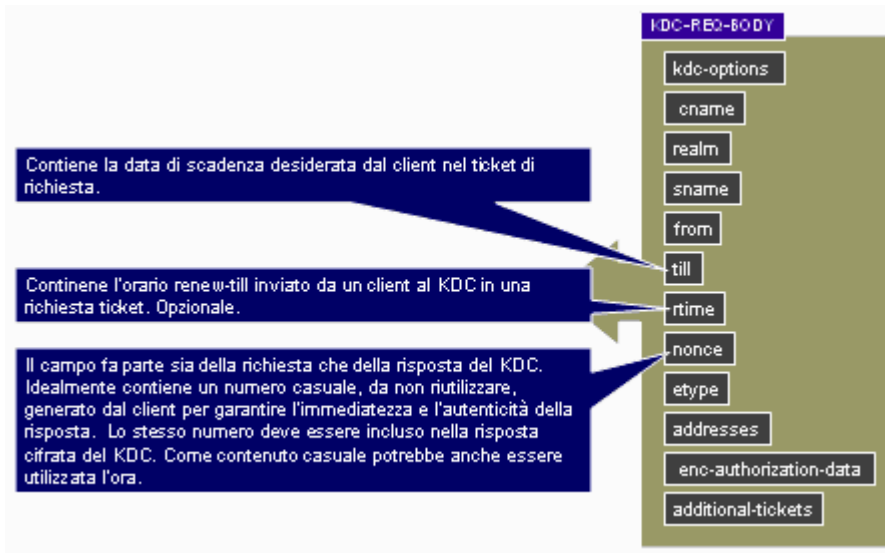 KDC-REQ-BODY
kdc-options
cname
realm
sname
from
till
rtime
nonce
etype
addresses
enc-authorization-data
additional-tickets
Contiene la data di scadenza desiderata dal client nel ticket di
richiesta.
Continene l'orario renew-till inviato da un client al KDC in una
richiesta ticket. Opzionale.
Il campo fa parte sia della richiesta che della risposta del KDC.
Idealmente contiene un numero casuale, da non riutilizzare,
generato dal client per garantire l'immediatezza e l'autenticità della
risposta. Lo stesso numero deve essere incluso nella risposta
cifrata del KDC. Come contenuto casuale potrebbe anche essere
utilizzata l'ora.